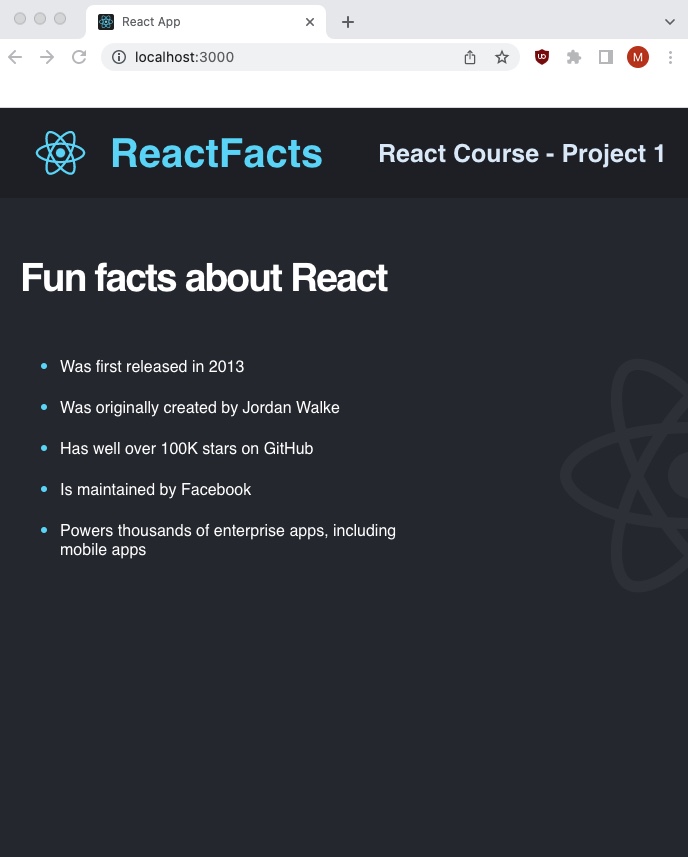 React App
localhost:3000
M
ReactFacts
React Course - Project 1
Fun facts about React
Was first released in 2013
Was originally created by Jordan Walke
Has well over 100K stars on GitHub
Is maintained by Facebook
Powers thousands of enterprise apps, including
mobile apps